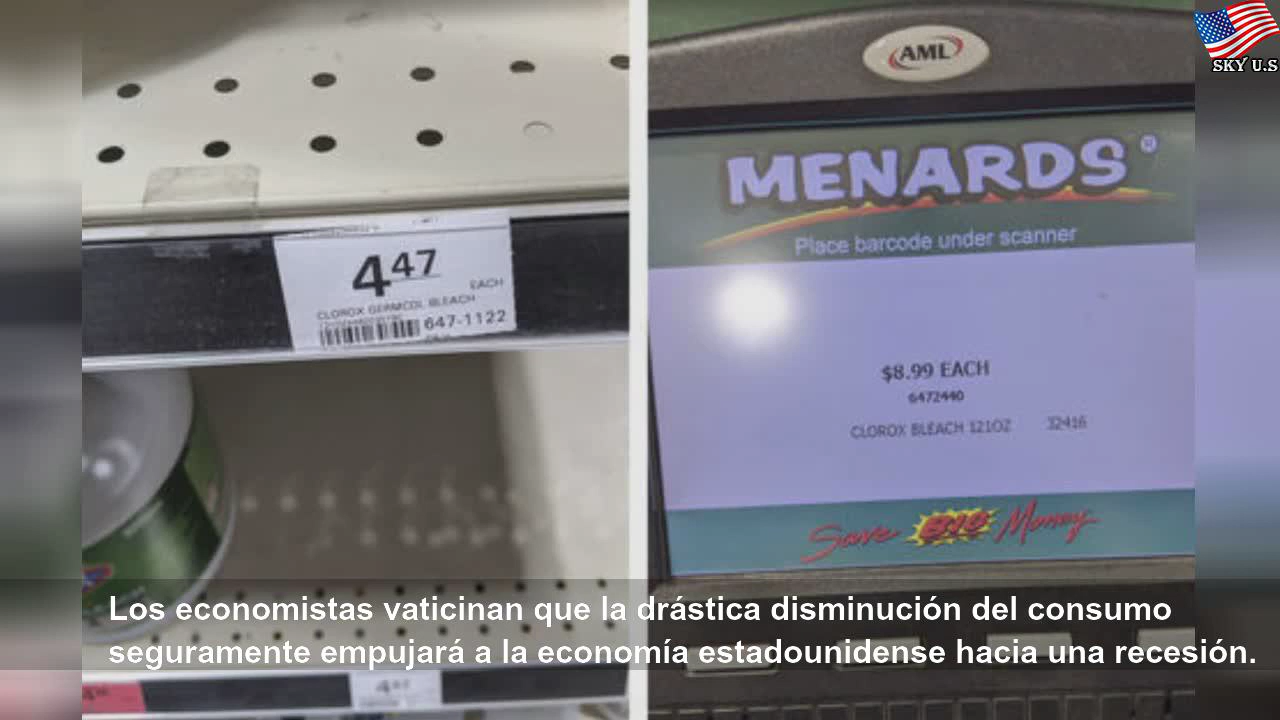 SKY U.S
AML
MENARDS®
Place barcode under scanner
447
EACH
CLOROX GERMCDL BLEACH
647-1122
$8.99 EACH
6472440
CLOROX BLEACH 121OZ 32416
Save BIG Money
Los economistas vaticinan que la drástica disminución del consumo
seguramente empujará a la economía estadounidense hacia una recesión.